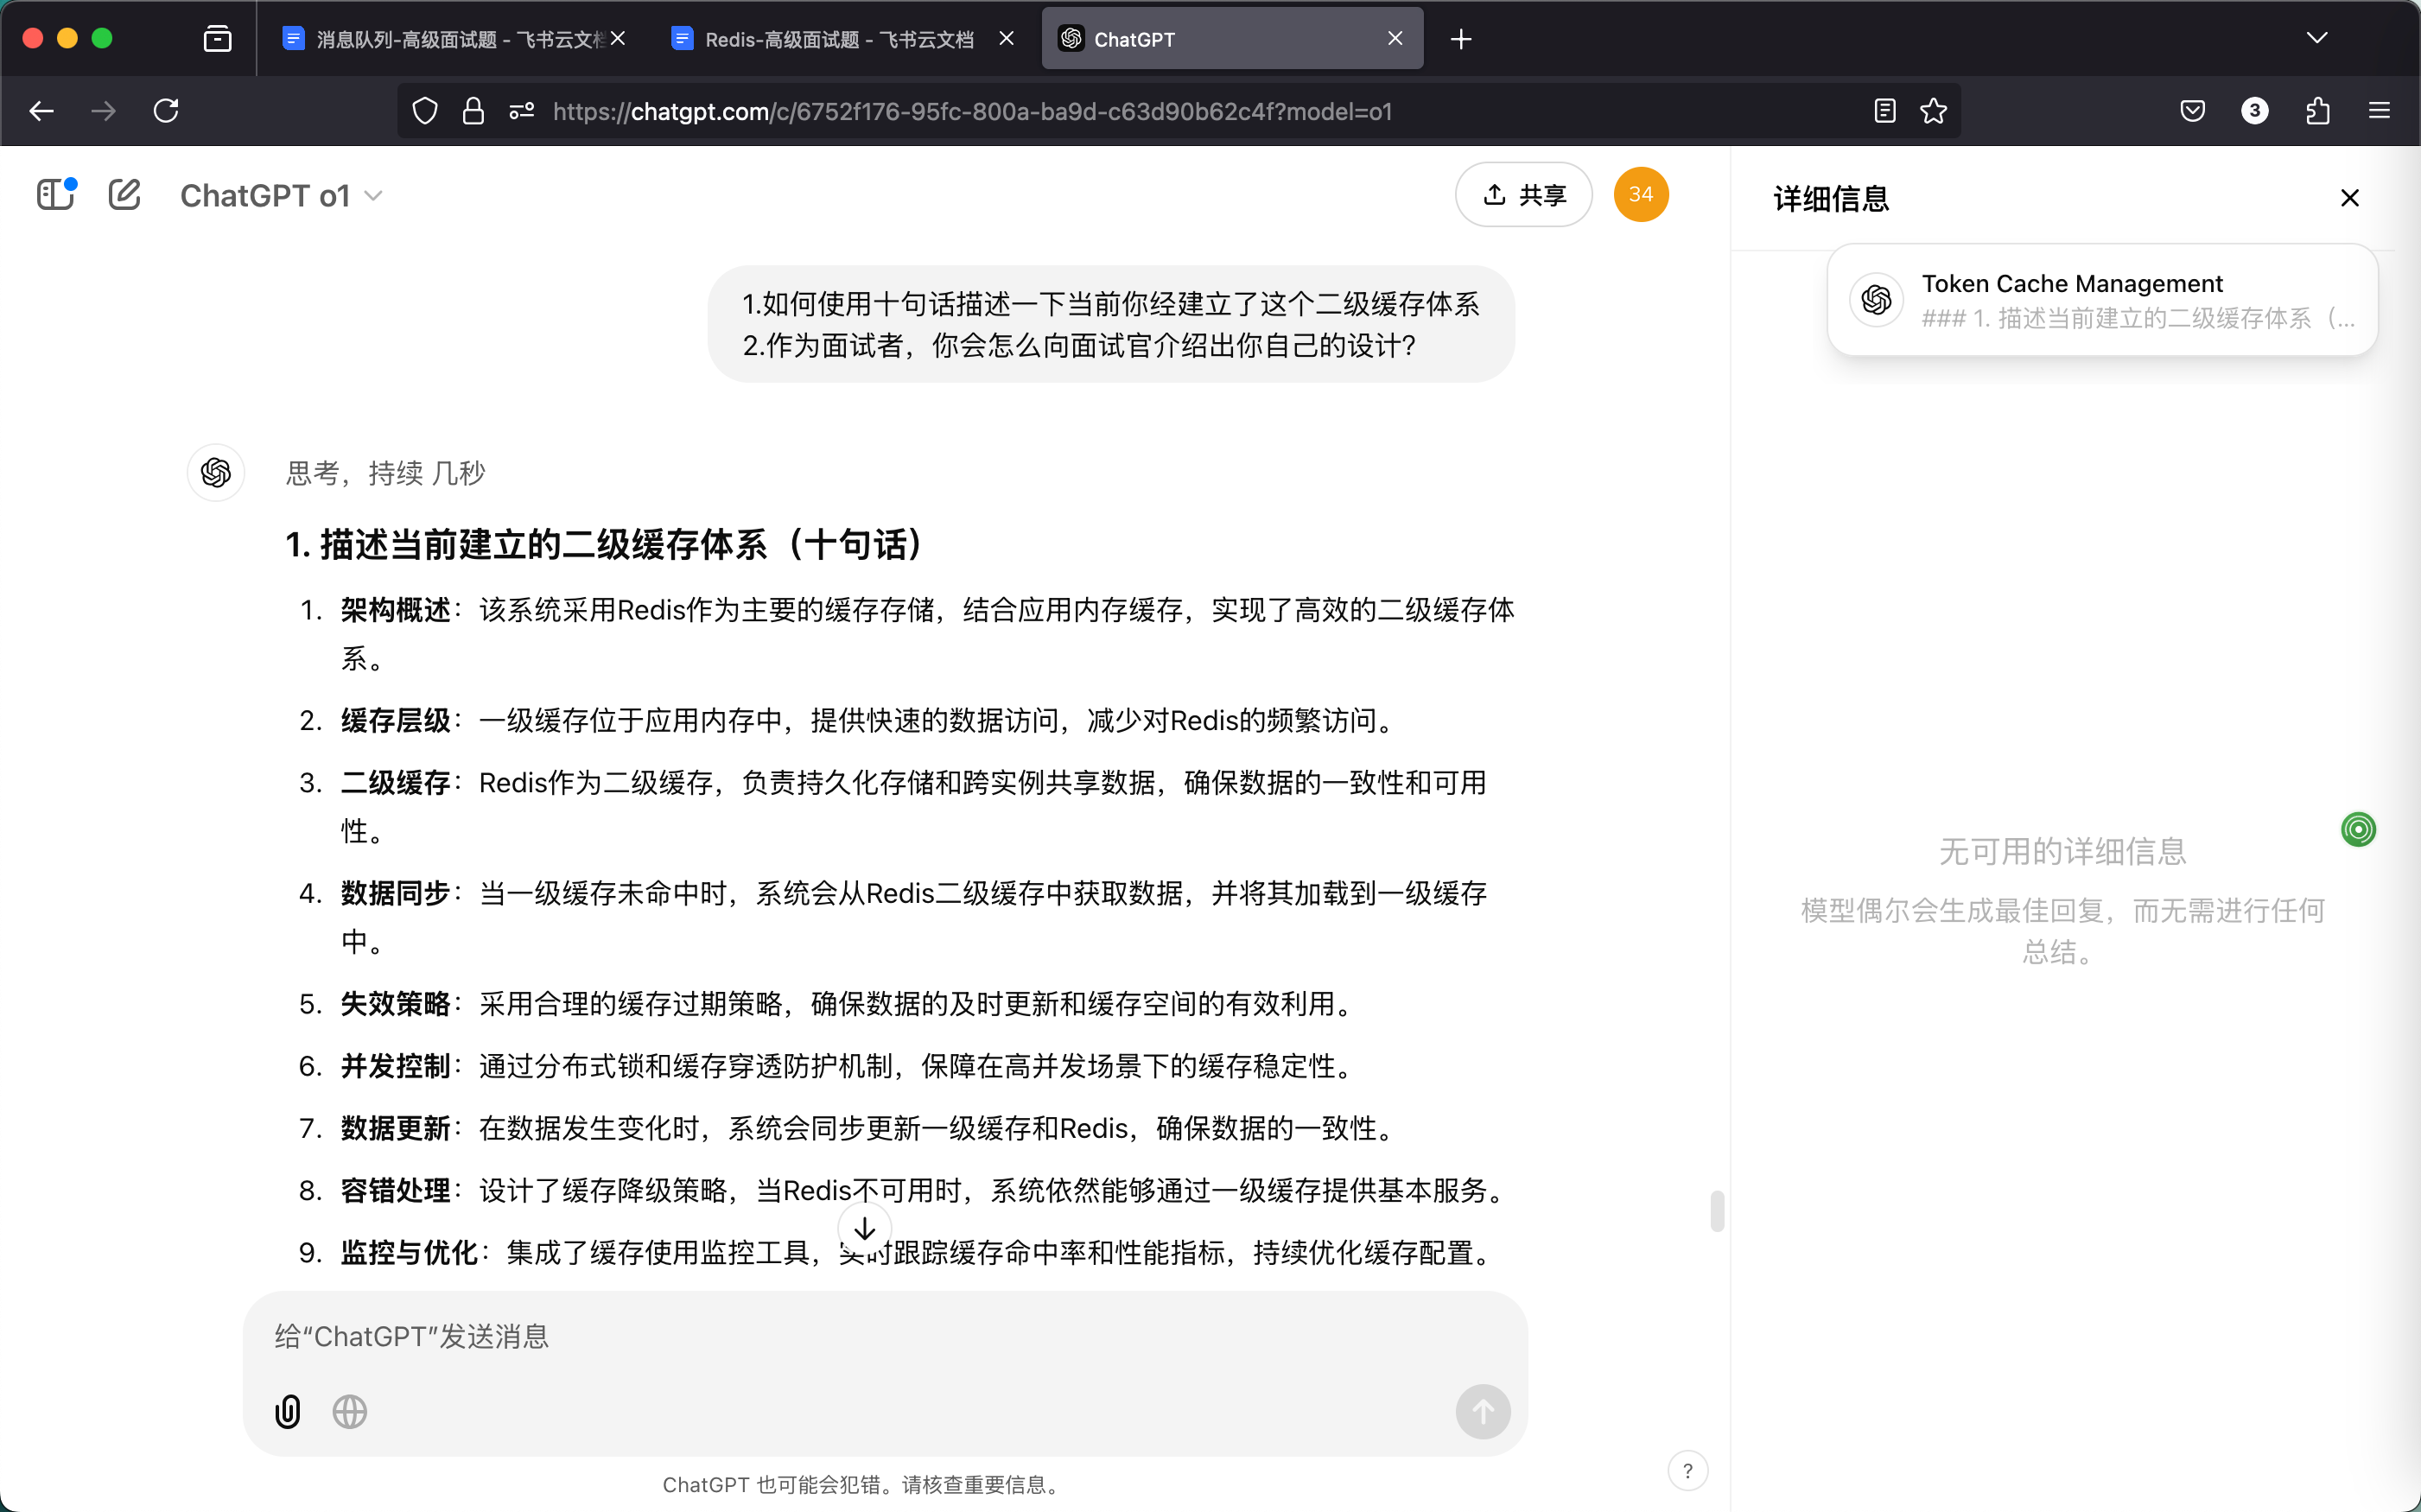 消息队列-高级面试题 - 飞书云文档
Redis-高级面试题 - 飞书云文档
ChatGPT
https://chatgpt.com/c/6752f176-95fc-800a-ba9d-c63d90b62c4f?model=o1
3
ChatGPT o1
共享
34
详细信息
Token Cache Management
### 1. 描述当前建立的二级缓存体系（...
1.如何使用十句话描述一下当前你经建立了这个二级缓存体系
2.作为面试者，你会怎么向面试官介绍出你自己的设计?
思考，持续 几秒
1. 描述当前建立的二级缓存体系（十句话）
1. 架构概述：该系统采用Redis作为主要的缓存存储，结合应用内存缓存，实现了高效的二级缓存体
系。
2. 缓存层级：一级缓存位于应用内存中，提供快速的数据访问，减少对Redis的频繁访问。
3. 二级缓存：Redis作为二级缓存，负责持久化存储和跨实例共享数据，确保数据的一致性和可用
性。
4. 数据同步：当一级缓存未命中时，系统会从Redis二级缓存中获取数据，并将其加载到一级缓存
中。
5. 失效策略：采用合理的缓存过期策略，确保数据的及时更新和缓存空间的有效利用。
6. 并发控制：通过分布式锁和缓存穿透防护机制，保障在高并发场景下的缓存稳定性。
7. 数据更新：在数据发生变化时，系统会同步更新一级缓存和Redis，确保数据的一致性。
8. 容错处理：设计了缓存降级策略，当Redis不可用时，系统依然能够通过一级缓存提供基本服务。
9. 监控与优化：集成了缓存使用监控工具，实时跟踪缓存命中率和性能指标，持续优化缓存配置。
无可用的详细信息
模型偶尔会生成最佳回复，而无需进行任何
总结。
给“ChatGPT”发送消息
ChatGPT 也可能会犯错。请核查重要信息。
?